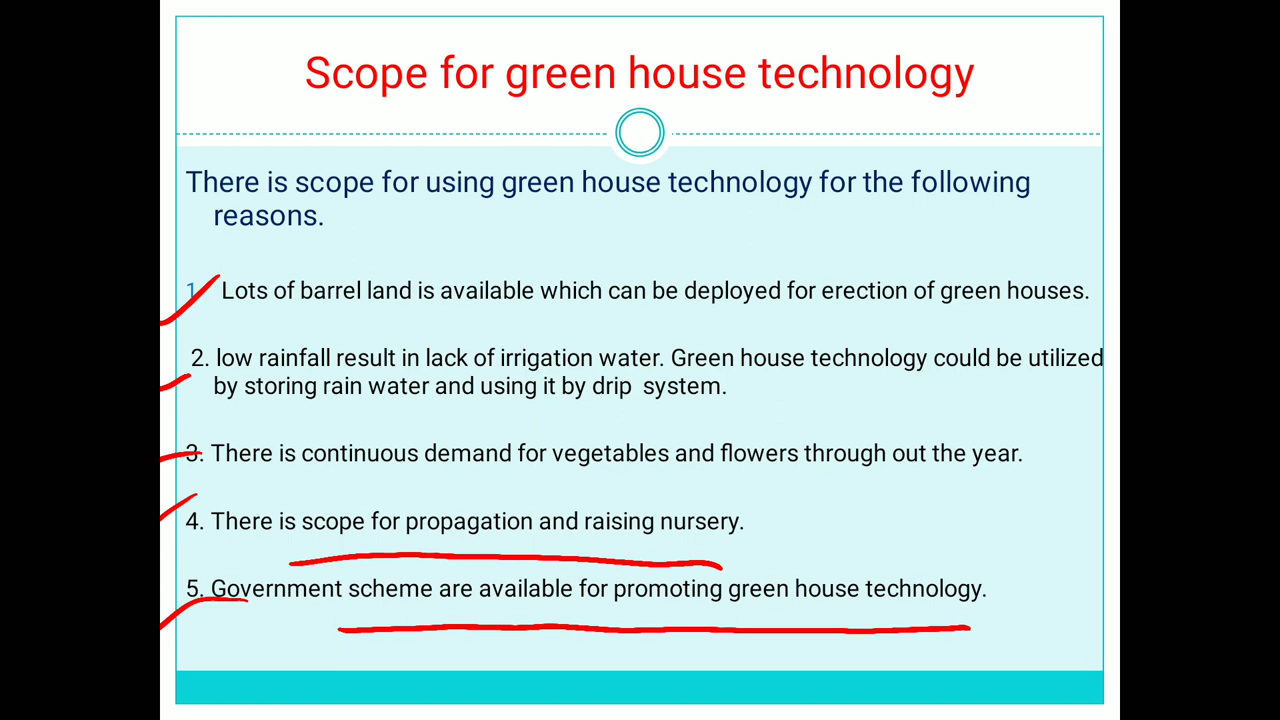 Scope for green house technology
There is scope for using green house technology for the following
reasons.
1. Lots of barrel land is available which can be deployed for erection of green houses.
2. low rainfall result in lack of irrigation water. Green house technology could be utilized
by storing rain water and using it by drip system.
3. There is continuous demand for vegetables and flowers through out the year.
4. There is scope for propagation and raising nursery.
5. Government scheme are available for promoting green house technology.